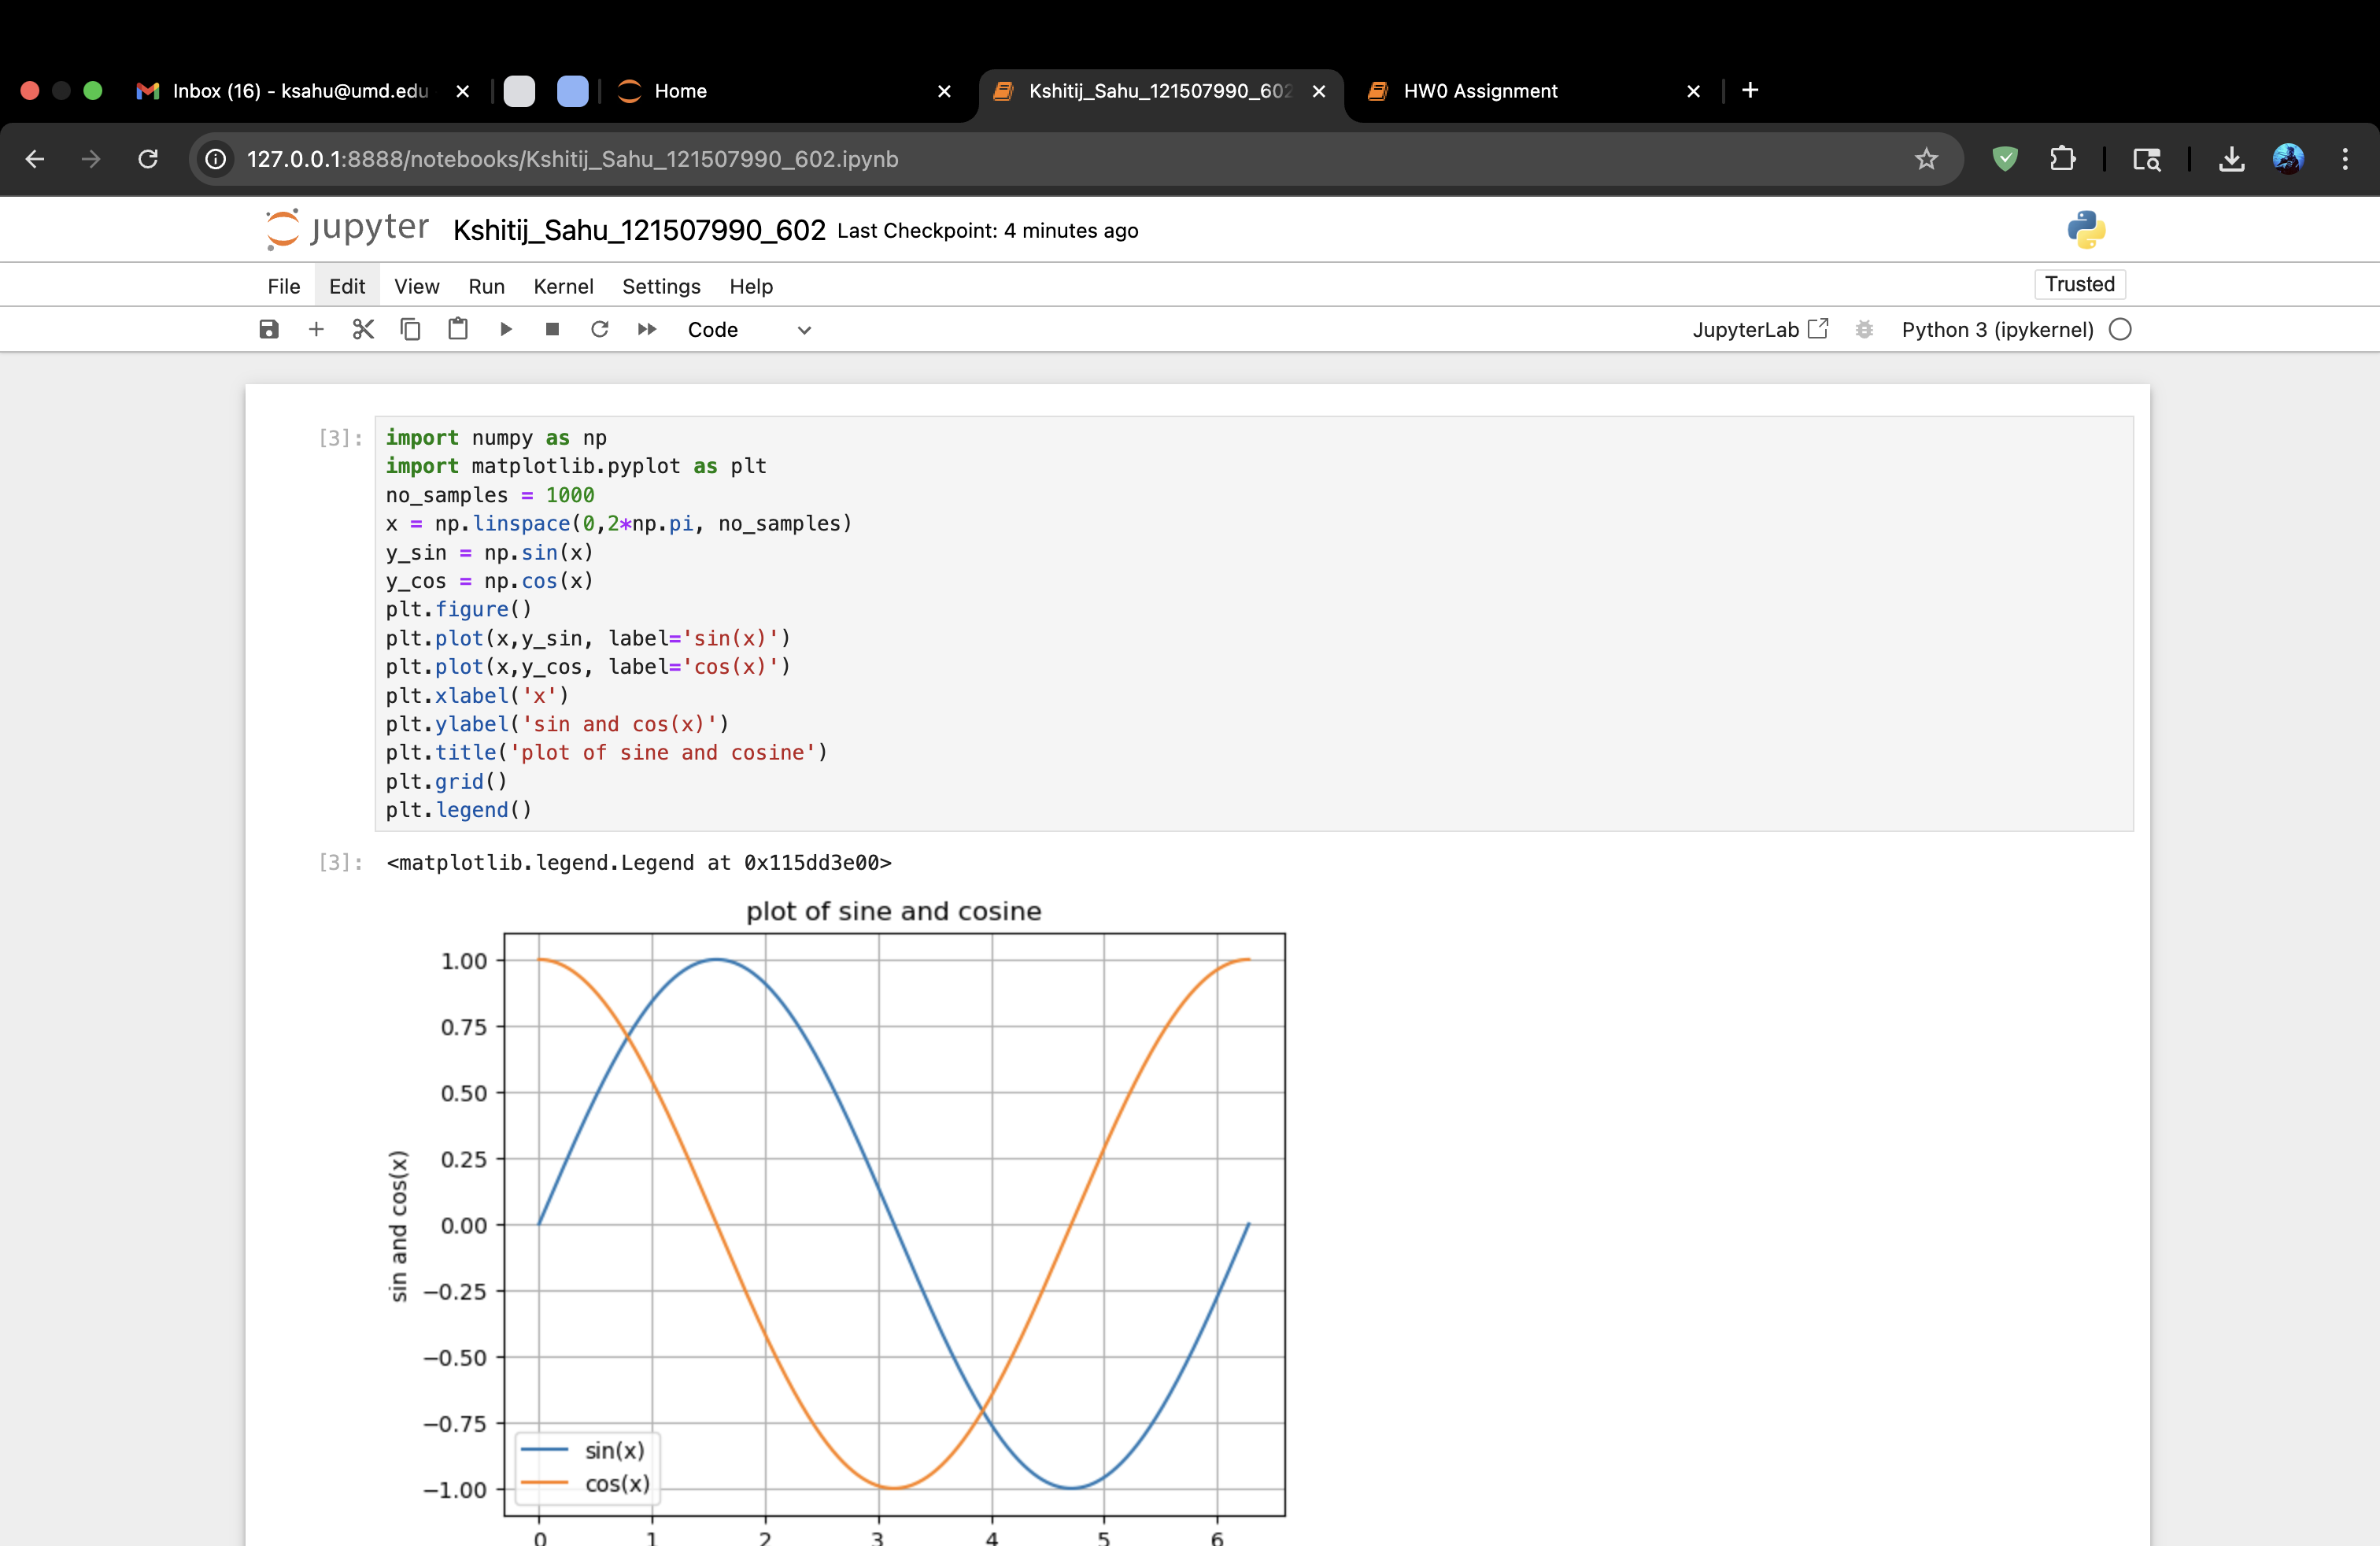 Inbox (16) - ksahu@umd.edu
Home
Kshitij_Sahu_121507990_602
HW0 Assignment
127.0.0.1:8888/notebooks/Kshitij_Sahu_121507990_602.ipynb
jupyter Kshitij_Sahu_121507990_602 Last Checkpoint: 4 minutes ago
File Edit View Run Kernel Settings Help
Trusted
Code
JupyterLab
Python 3 (ipykernel)
[3]:
import numpy as np
import matplotlib.pyplot as plt
no_samples = 1000
x = np.linspace(0,2*np.pi, no_samples)
y_sin = np.sin(x)
y_cos = np.cos(x)
plt.figure()
plt.plot(x,y_sin, label='sin(x)')
plt.plot(x,y_cos, label='cos(x)')
plt.xlabel('x')
plt.ylabel('sin and cos(x)')
plt.title('plot of sine and cosine')
plt.grid()
plt.legend()
[3]: <matplotlib.legend.Legend at 0x115dd3e00>
plot of sine and cosine
1.00
0.75
0.50
0.25
0.00
−0.25
−0.50
−0.75
−1.00
sin and cos(x)
sin(x)
cos(x)
0 1 2 3 4 5 6